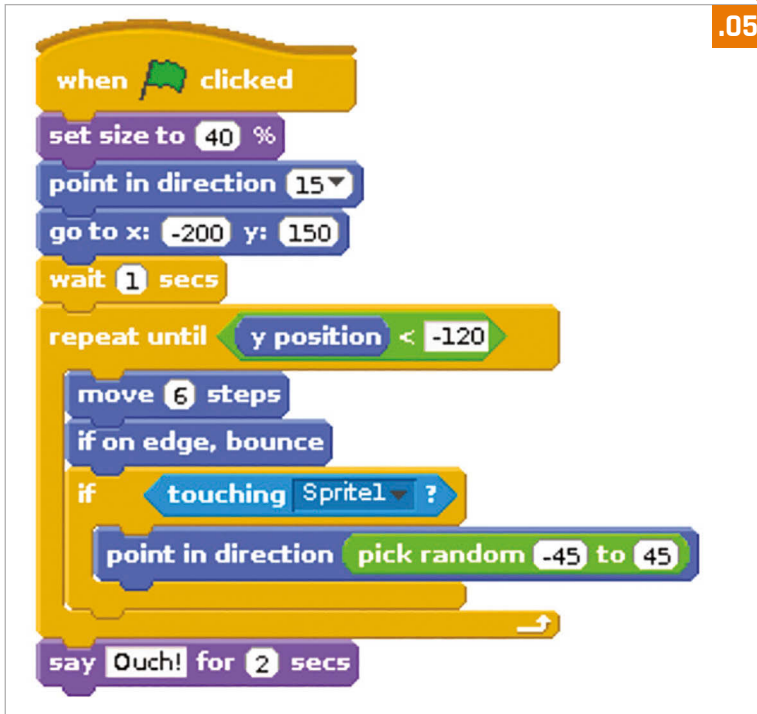 .05
when clicked
set size to 40 %
point in direction 15
go to x: -200 y: 150
wait 1 secs
repeat until y position < -120
move 6 steps
if on edge, bounce
if touching Sprite1 ?
point in direction pick random -45 to 45
say Ouch! for 2 secs